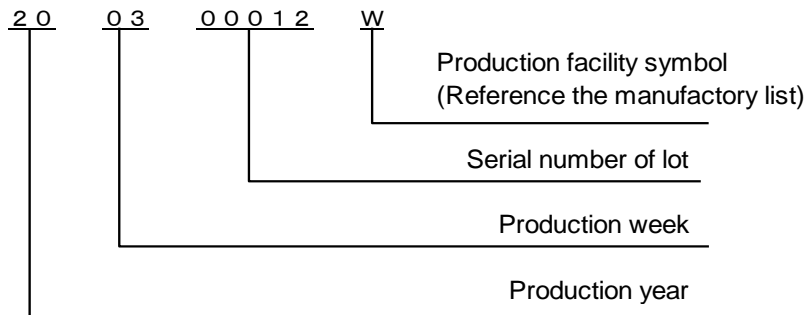 20 03 00012 W
Production facility symbol
(Reference the manufactory list)
Serial number of lot
Production week
Production year